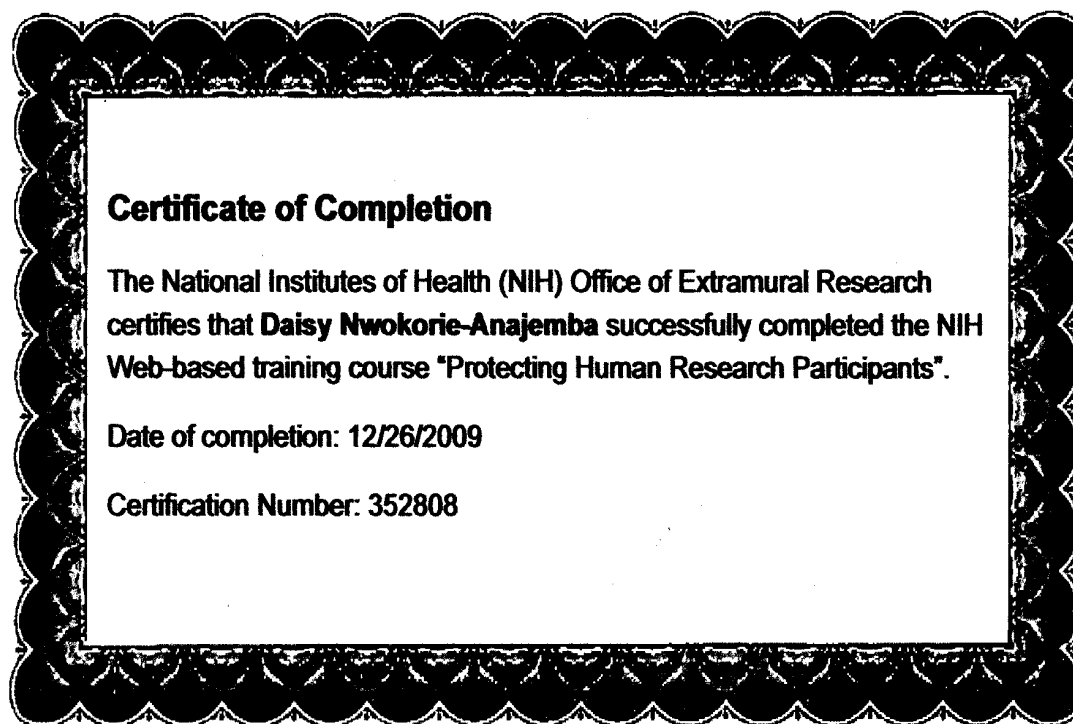 Certificate of Completion
The National Institutes of Health (NIH) Office of Extramural Research
certifies that Daisy Nwokorie-Anajemba successfully completed the NIH
Web-based training course "Protecting Human Research Participants".
Date of completion: 12/26/2009
Certification Number: 352808